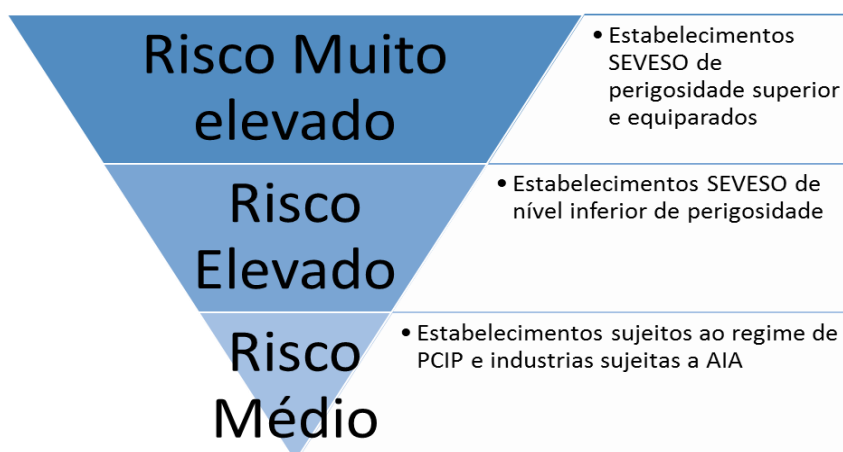 Risco Muito
elevado
• Estabelecimentos
SEVESO de
perigosidade superior
e equiparados
Risco
Elevado
• Estabelecimentos SEVESO de
nível inferior de perigosidade
Risco
Médio
• Estabelecimentos sujeitos ao regime de
PCIP e industrias sujeitas a AIA